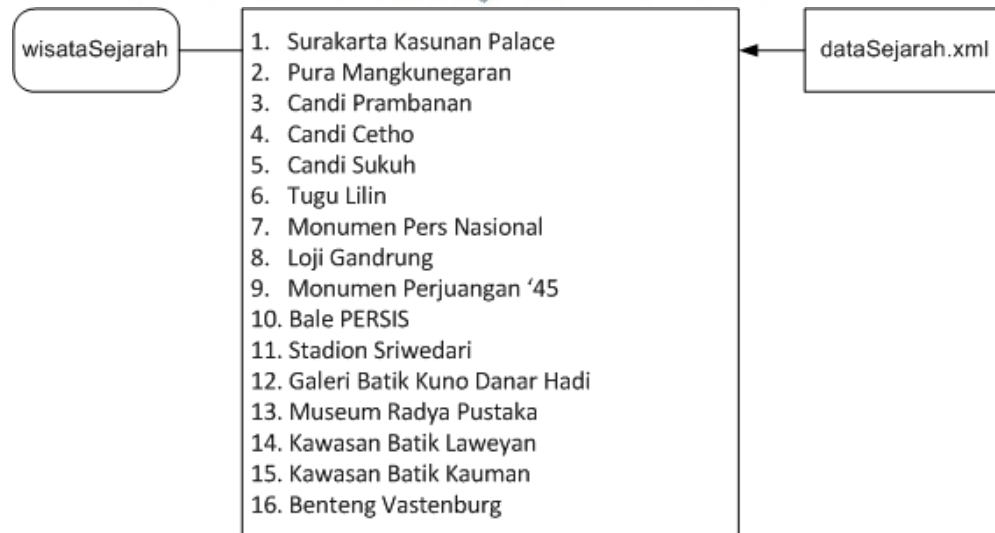 wisataSejarah
1. Surakarta Kasunan Palace
2. Pura Mangkunegaran
3. Candi Prambanan
4. Candi Cetho
5. Candi Sukuh
6. Tugu Lilin
7. Monumen Pers Nasional
8. Loji Gandrung
9. Monumen Perjuangan ‘45
10. Bale PERSIS
11. Stadion Sriwedari
12. Galeri Batik Kuno Danar Hadi
13. Museum Radya Pustaka
14. Kawasan Batik Laweyan
15. Kawasan Batik Kauman
16. Benteng Vastenburg
dataSejarah.xml